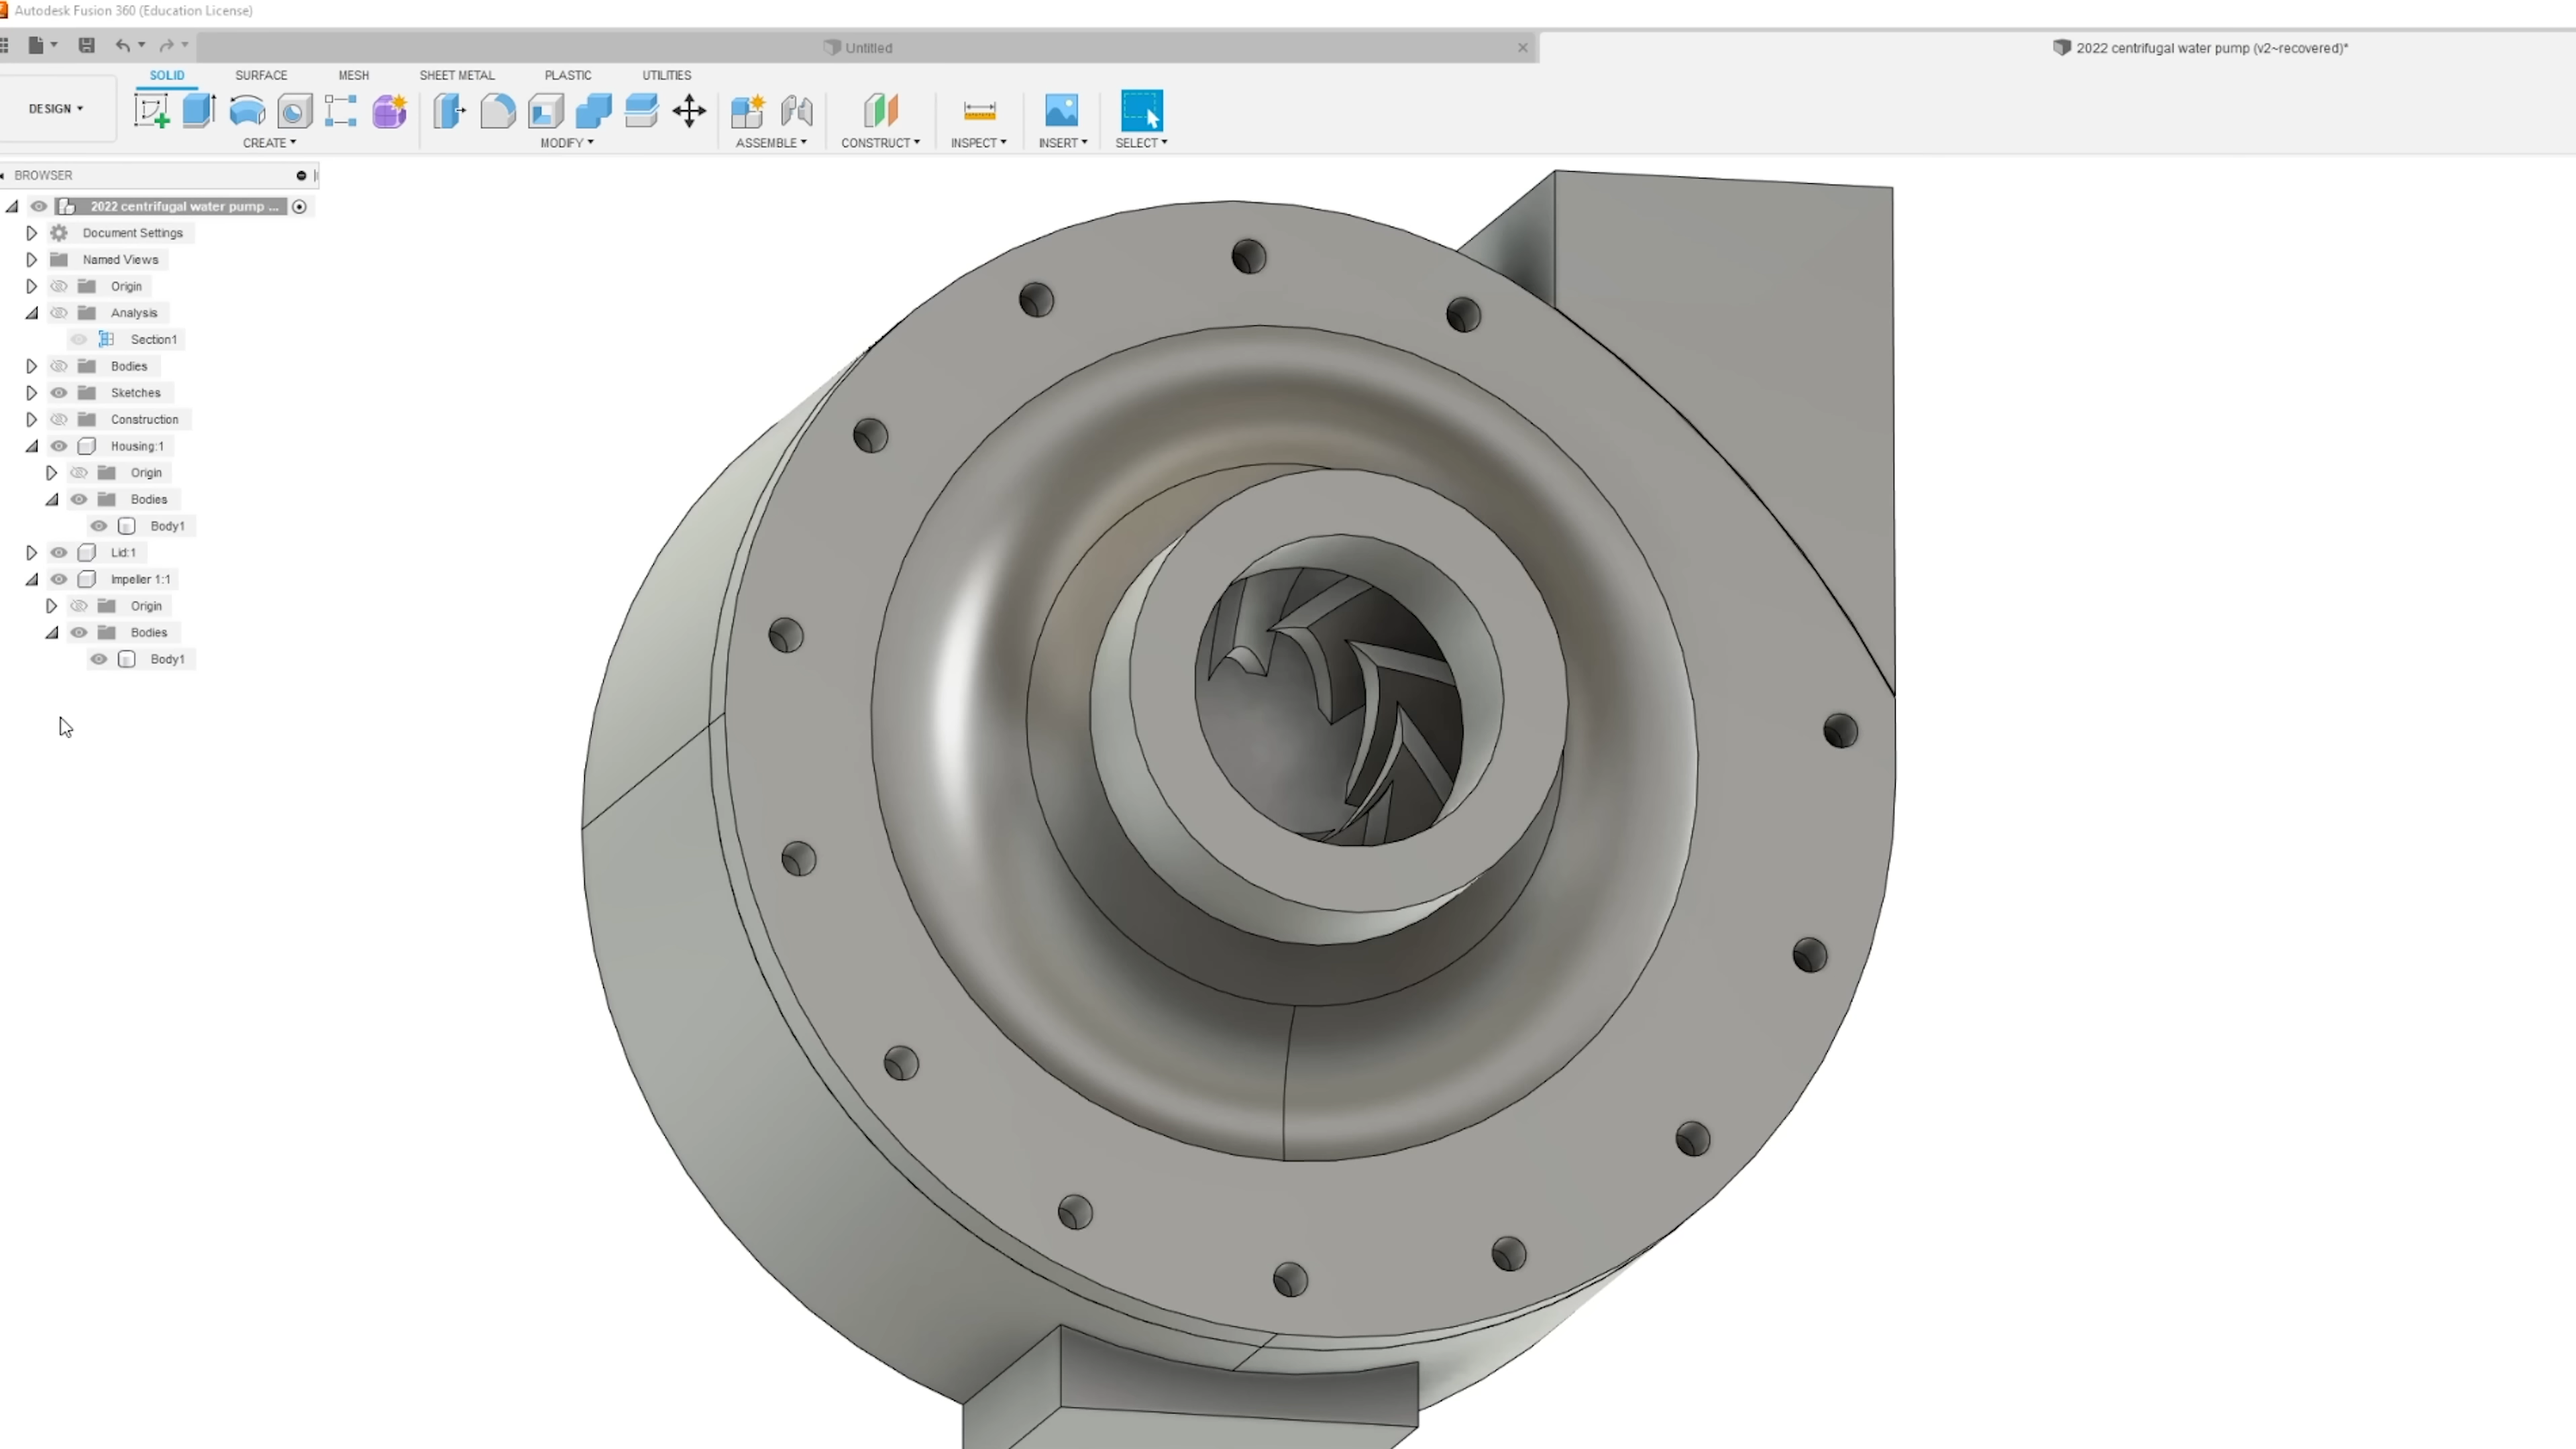 Autodesk Fusion 360 (Education License)
Untitled
2022 centrifugal water pump (v2~recovered)*
SOLID SURFACE MESH SHEET METAL PLASTIC UTILITIES
DESIGN
CREATE MODIFY ASSEMBLE CONSTRUCT INSPECT INSERT SELECT
BROWSER
2022 centrifugal water pump ...
Document Settings
Named Views
Origin
Analysis
Section1
Bodies
Sketches
Construction
Housing:1
Origin
Bodies
Body1
Lid:1
Impeller 1:1
Origin
Bodies
Body1